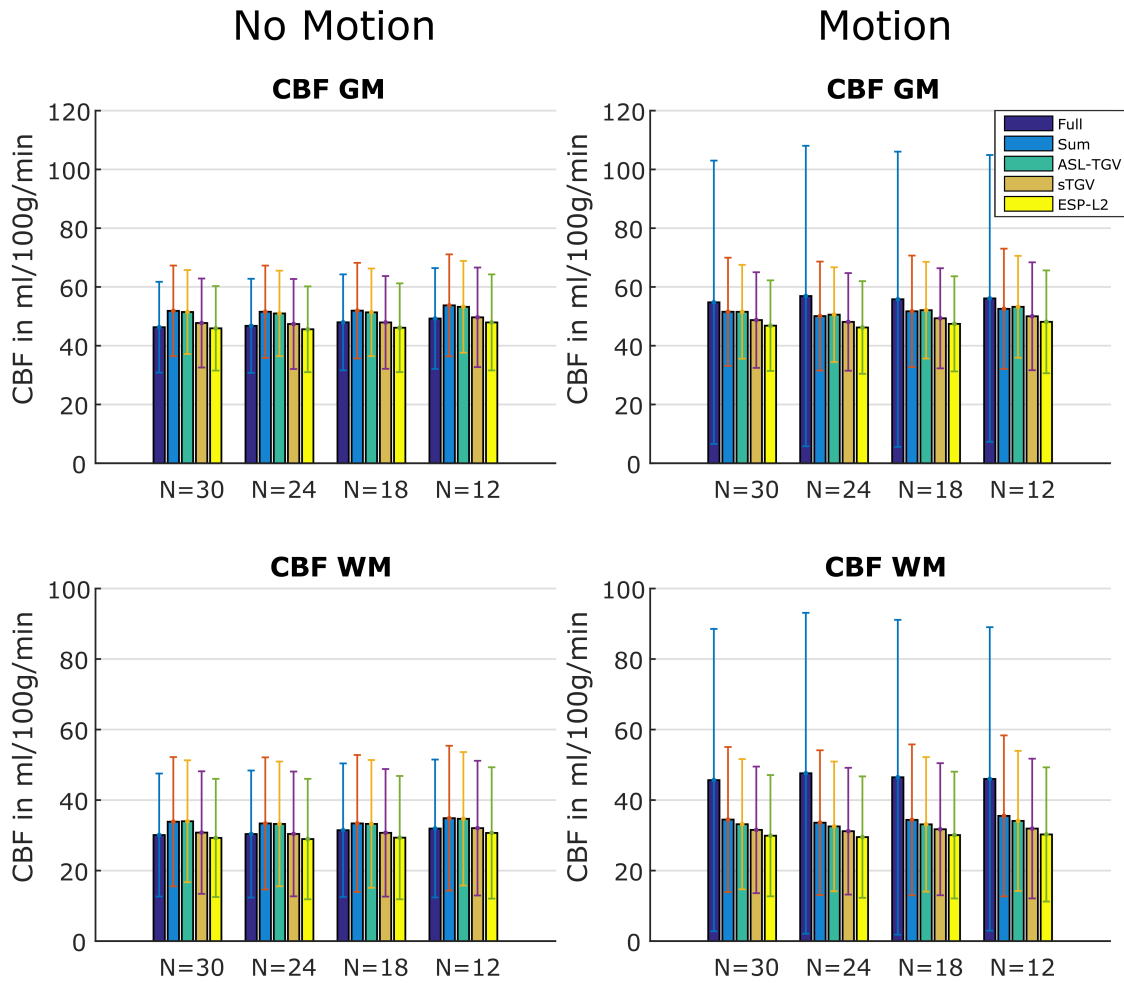 No Motion
Motion
CBF GM
CBF in ml/100g/min
120
100
80
60
40
20
0
N=30 N=24 N=18 N=12
CBF GM
CBF in ml/100g/min
120
100
80
60
40
20
0
N=30 N=24 N=18 N=12
Full
Sum
ASL-TGV
sTGV
ESP-L2
CBF WM
CBF in ml/100g/min
100
80
60
40
20
0
N=30 N=24 N=18 N=12
CBF WM
CBF in ml/100g/min
100
80
60
40
20
0
N=30 N=24 N=18 N=12